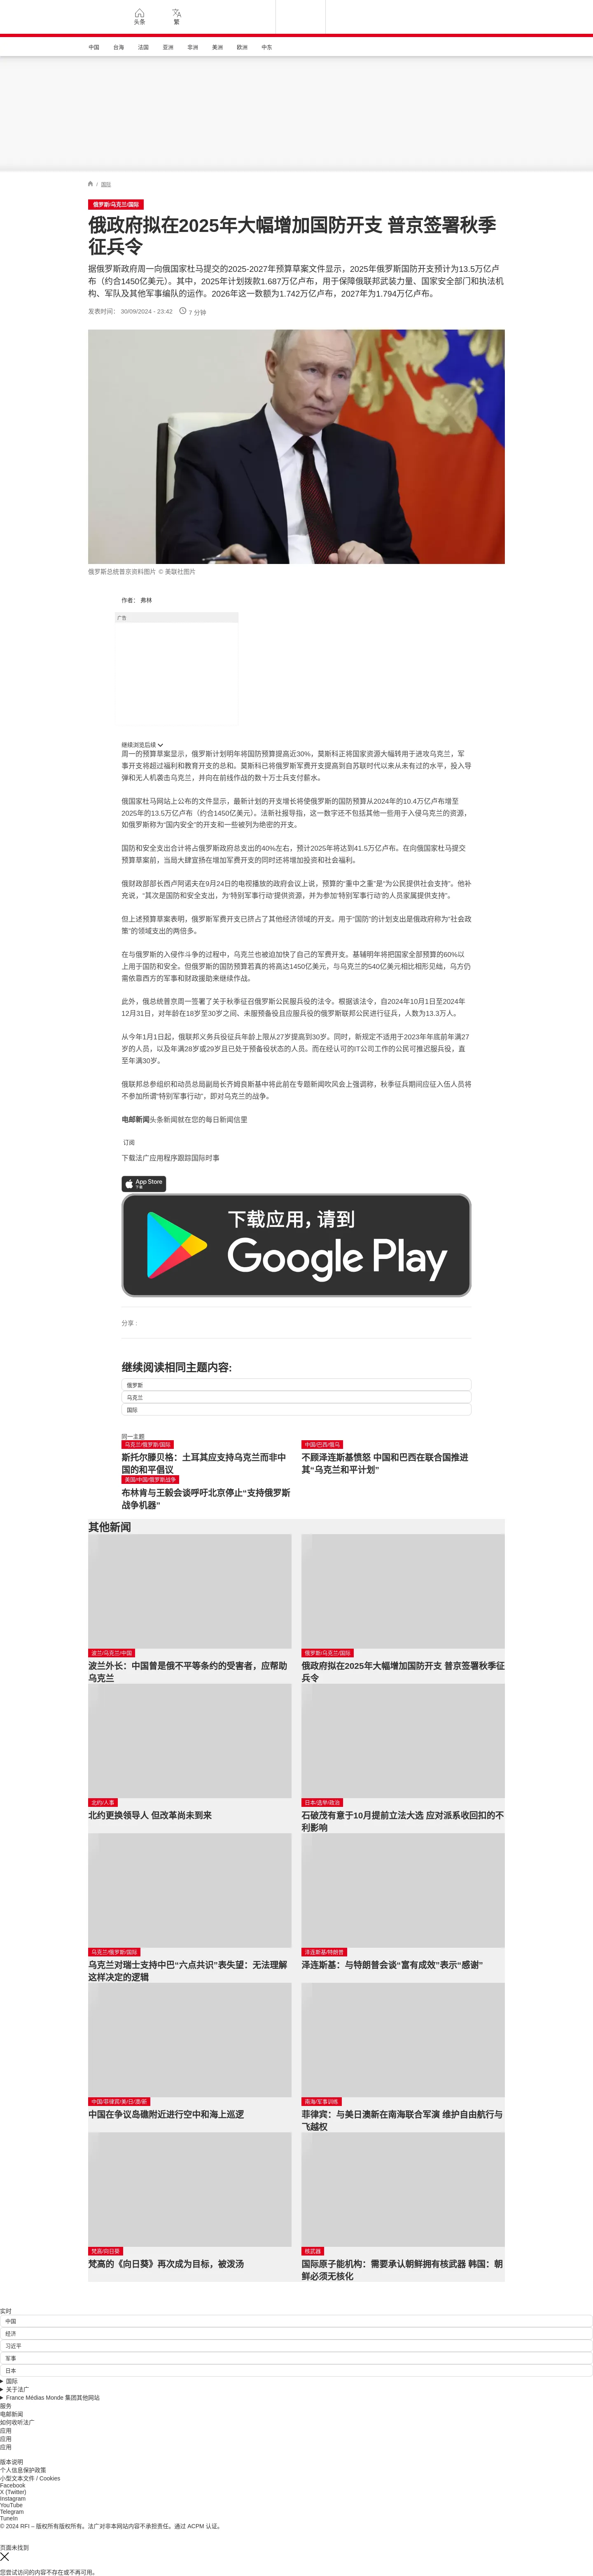 头条
繁
中国 台海 法国 亚洲 非洲 美洲 欧洲 中东
/ 国际
俄罗斯/乌克兰/国际
俄政府拟在2025年大幅增加国防开支 普京签署秋季
征兵令
据俄罗斯政府周一向俄国家杜马提交的2025-2027年预算草案文件显示，2025年俄罗斯国防开支预计为13.5万亿卢
布（约合1450亿美元）。其中，2025年计划拨款1.687万亿卢布，用于保障俄联邦武装力量、国家安全部门和执法机
构、军队及其他军事编队的运作。2026年这一数额为1.742万亿卢布，2027年为1.794万亿卢布。
发表时间： 30/09/2024 - 23:42 7 分钟
俄罗斯总统普京资料图片 © 美联社图片
作者： 弗林
广告
继续浏览后续
周一的预算草案显示，俄罗斯计划明年将国防预算提高近30%，莫斯科正将国家资源大幅转用于进攻乌克兰，军
事开支将超过福利和教育开支的总和。莫斯科已将俄罗斯军费开支提高到自苏联时代以来从未有过的水平，投入导
弹和无人机袭击乌克兰，并向在前线作战的数十万士兵支付薪水。
俄国家杜马网站上公布的文件显示，最新计划的开支增长将使俄罗斯的国防预算从2024年的10.4万亿卢布增至
2025年的13.5万亿卢布（约合1450亿美元）。法新社报导指，这一数字还不包括其他一些用于入侵乌克兰的资源，
如俄罗斯称为“国内安全”的开支和一些被列为绝密的开支。
国防和安全支出合计将占俄罗斯政府总支出的40%左右，预计2025年将达到41.5万亿卢布。在向俄国家杜马提交
预算草案前，当局大肆宣扬在增加军费开支的同时还将增加投资和社会福利。
俄财政部部长西卢阿诺夫在9月24日的电视播放的政府会议上说，预算的“重中之重”是“为公民提供社会支持”。他补
充说，“其次是国防和安全支出，为‘特别军事行动’提供资源，并为参加‘特别军事行动’的人员家属提供支持”。
但上述预算草案表明，俄罗斯军费开支已挤占了其他经济领域的开支。用于“国防”的计划支出是俄政府称为“社会政
策”的领域支出的两倍多。
在与俄罗斯的入侵作斗争的过程中，乌克兰也被迫加快了自己的军费开支。基辅明年将把国家全部预算的60%以
上用于国防和安全。但俄罗斯的国防预算若真的将高达1450亿美元，与乌克兰的540亿美元相比相形见绌，乌方仍
需依靠西方的军事和财政援助来继续作战。
此外，俄总统普京周一签署了关于秋季征召俄罗斯公民服兵役的法令。根据该法令，自2024年10月1日至2024年
12月31日，对年龄在18岁至30岁之间、未服预备役且应服兵役的俄罗斯联邦公民进行征兵，人数为13.3万人。
从今年1月1日起，俄联邦义务兵役征兵年龄上限从27岁提高到30岁。同时，新规定不适用于2023年年底前年满27
岁的人员，以及年满28岁或29岁且已处于预备役状态的人员。而在经认可的IT公司工作的公民可推迟服兵役，直
至年满30岁。
俄联邦总参组织和动员总局副局长齐姆良斯基中将此前在专题新闻吹风会上强调称，秋季征兵期间应征入伍人员将
不参加所谓“特别军事行动”，即对乌克兰的战争。
电邮新闻头条新闻就在您的每日新闻信里
订阅
下载法广应用程序跟踪国际时事
App Store
下载
下载应用，请到
Google Play
分享 :
继续阅读相同主题内容:
俄罗斯
乌克兰
国际
同一主题
乌克兰/俄罗斯/国际
斯托尔滕贝格：土耳其应支持乌克兰而非中
国的和平倡议
中国/巴西/俄乌
不顾泽连斯基愤怒 中国和巴西在联合国推进
其“乌克兰和平计划”
美国/中国/俄罗斯战争
布林肯与王毅会谈呼吁北京停止"支持俄罗斯
战争机器"
其他新闻
波兰/乌克兰/中国
波兰外长：中国曾是俄不平等条约的受害者，应帮助
乌克兰
俄罗斯/乌克兰/国际
俄政府拟在2025年大幅增加国防开支 普京签署秋季征
兵令
北约/人事
北约更换领导人 但改革尚未到来
日本/选举/政治
石破茂有意于10月提前立法大选 应对派系收回扣的不
利影响
乌克兰/俄罗斯/国际
乌克兰对瑞士支持中巴“六点共识”表失望：无法理解
这样决定的逻辑
泽连斯基/特朗普
泽连斯基：与特朗普会谈“富有成效”表示“感谢”
中国/菲律宾/美/日/澳/新
中国在争议岛礁附近进行空中和海上巡逻
南海/军事训练
菲律宾：与美日澳新在南海联合军演 维护自由航行与
飞越权
梵高/向日葵
梵高的《向日葵》再次成为目标，被泼汤
核武器
国际原子能机构：需要承认朝鲜拥有核武器 韩国：朝
鲜必须无核化
实时
中国
经济
习近平
军事
日本
国际
关于法广
France Médias Monde 集团其他网站
服务
电邮新闻
如何收听法广
应用
应用
应用
版本说明
个人信息保护政策
小型文本文件 / Cookies
Facebook
X (Twitter)
Instagram
YouTube
Telegram
TuneIn
© 2024 RFI – 版权所有版权所有。法广对非本网站内容不承担责任。通过 ACPM 认证。
页面未找到
您尝试访问的内容不存在或不再可用。